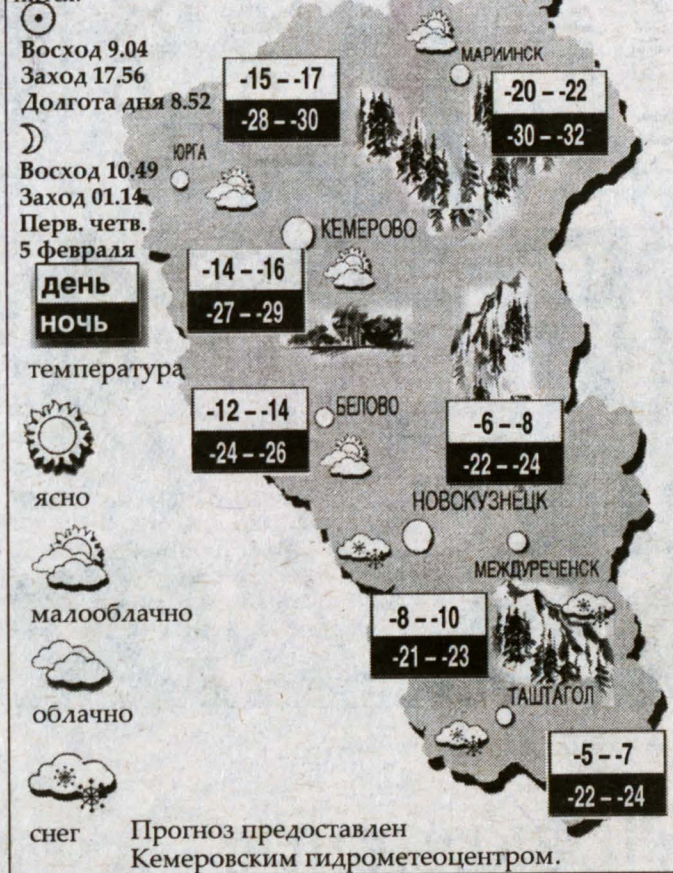 Восход 9.04
Заход 17.56
Долгота дня 8.52
Восход 10.49
Заход 01.14.
Перв. четв.
5 февраля
день
ночь
температура
ясно
малооблачно
облачно
снег
МАРИИНСК
-20 – -22
-30 – -32
-15 – -17
-28 – -30
ЮРГА
КЕМЕРОВО
-14 – -16
-27 – -29
БЕЛОВО
-12 – -14
-24 – -26
-6 – -8
-22 – -24
НОВОКУЗНЕЦК
МЕЖДУРЕЧЕНСК
-8 – -10
-21 – -23
ТАШТАГОЛ
-5 – -7
-22 – -24
Прогноз предоставлен
Кемеровским гидрометеоцентром.